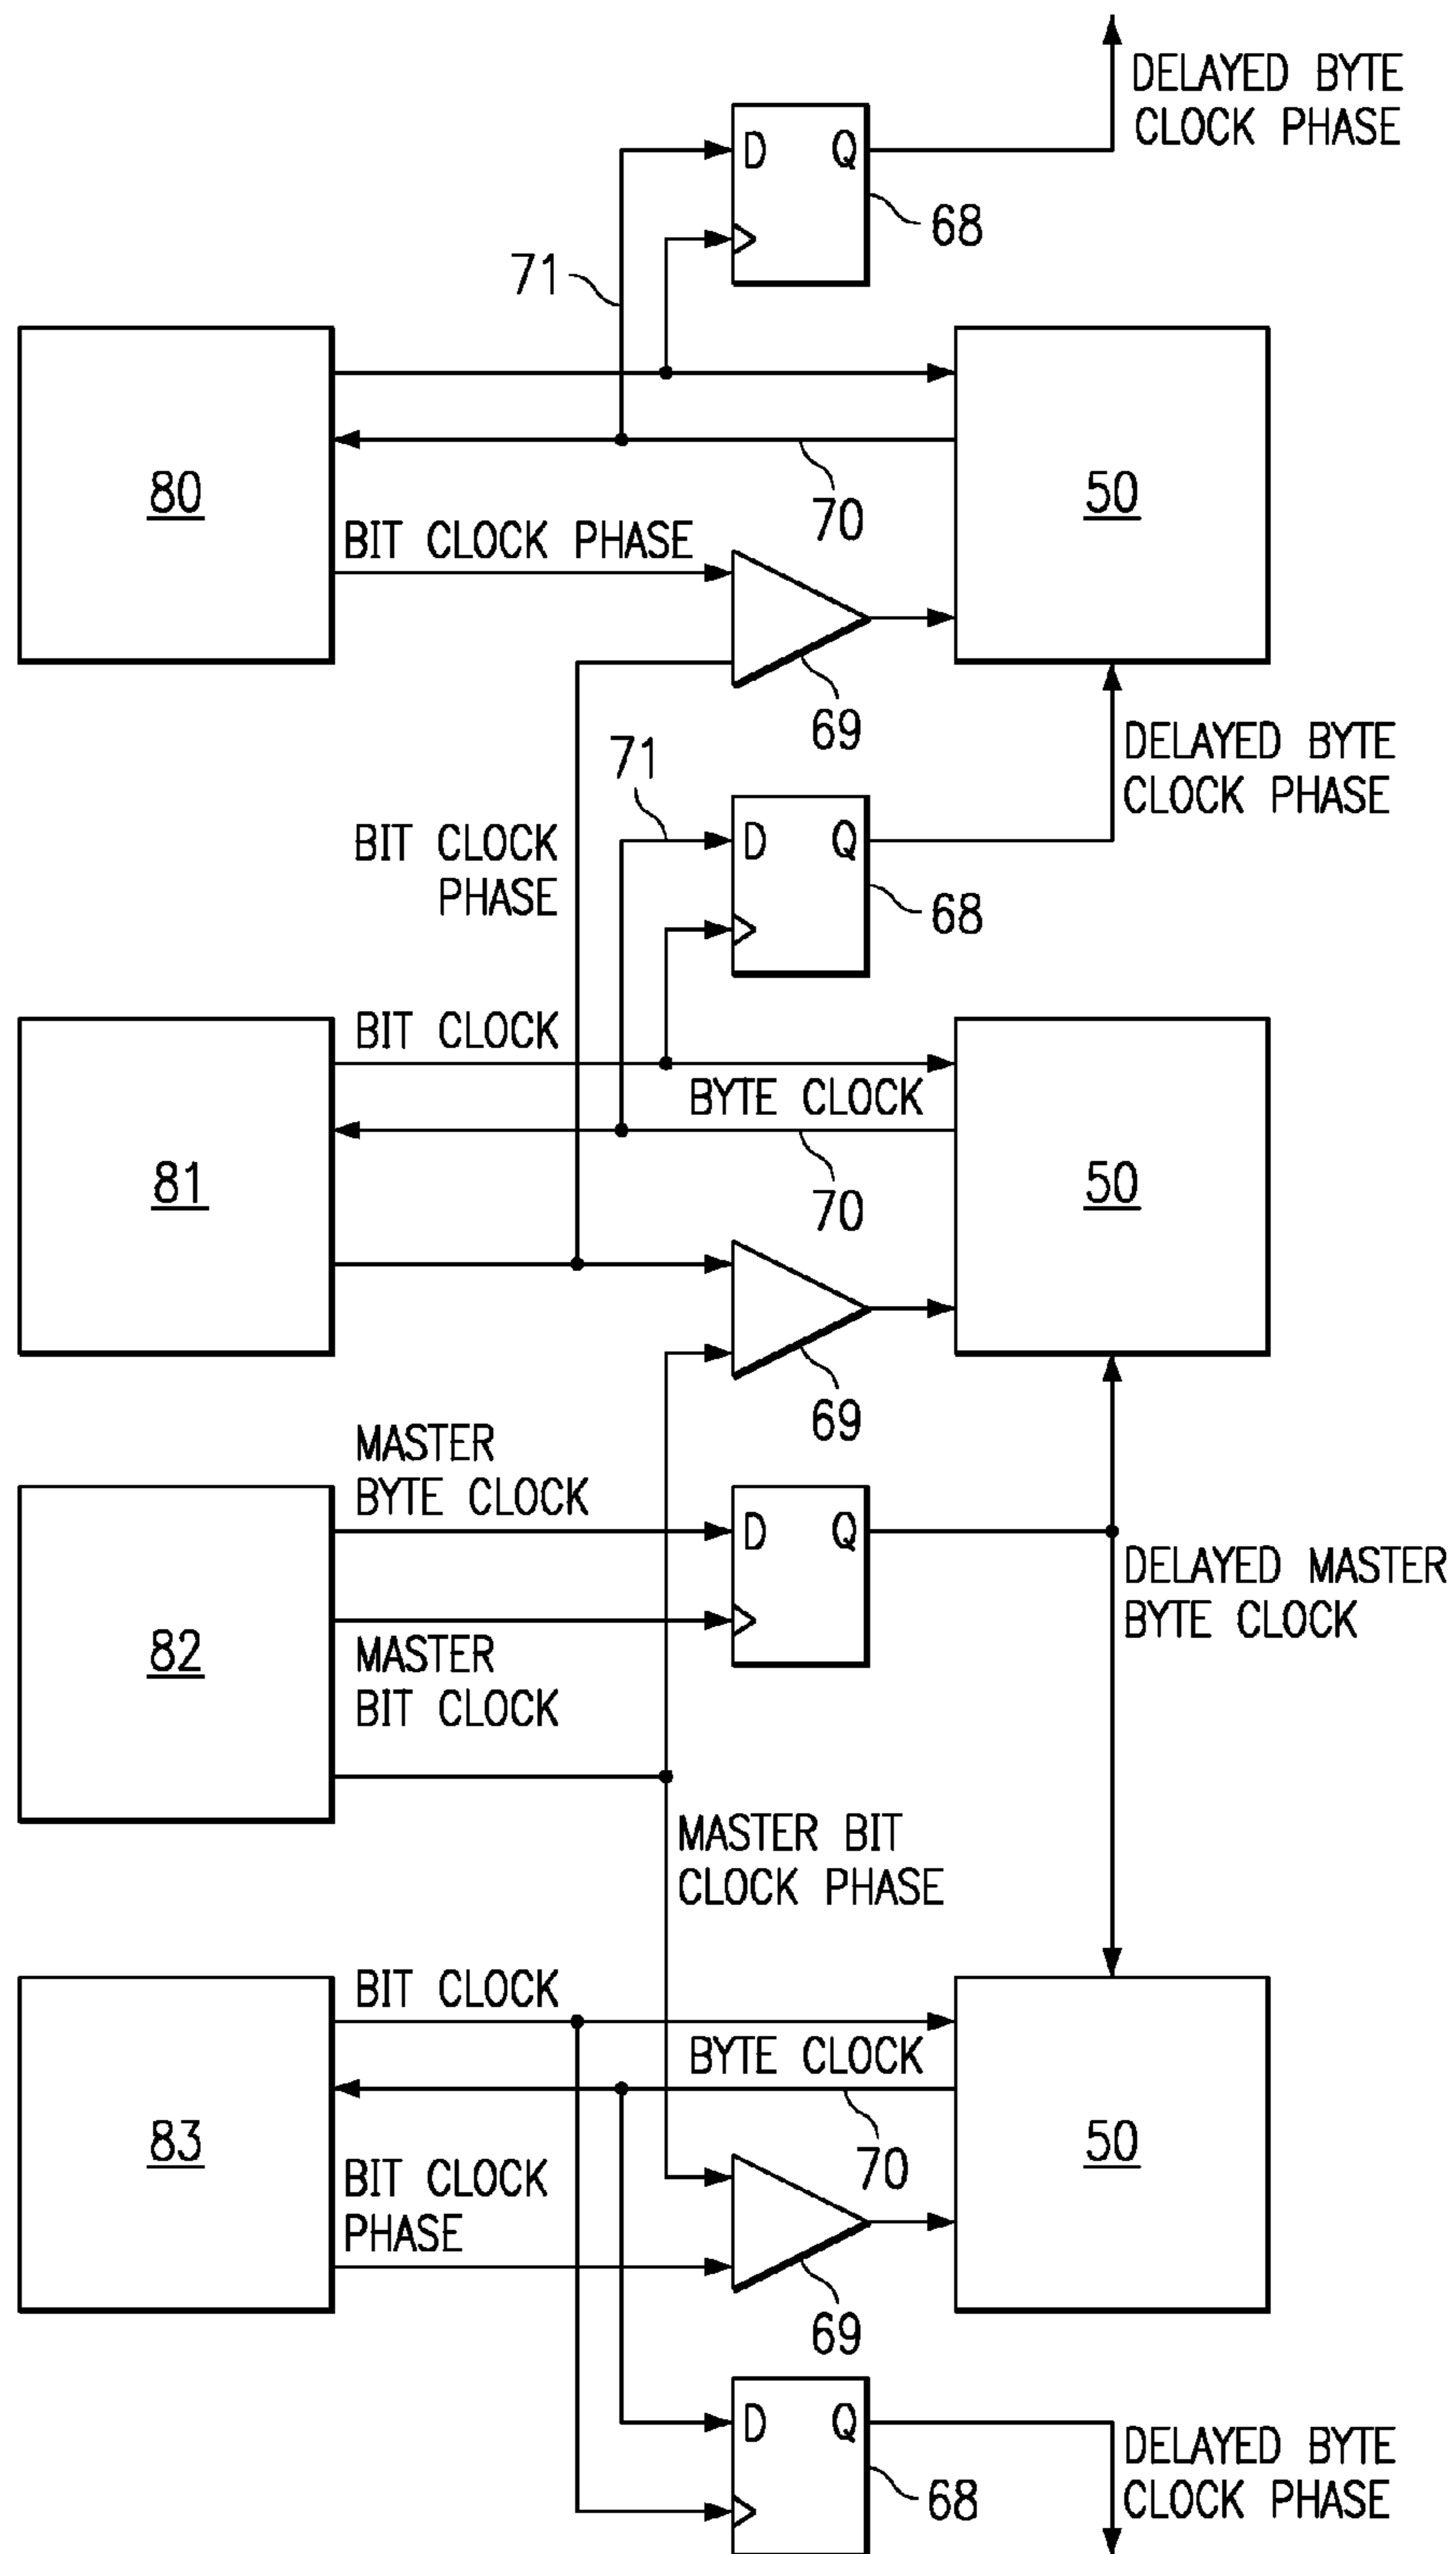 DELAYED BYTE
CLOCK PHASE
D Q
68
71
80
50
70
BIT CLOCK PHASE
69
DELAYED BYTE
CLOCK PHASE
71
BIT CLOCK
PHASE
D Q
68
BIT CLOCK
BYTE CLOCK
81
50
70
69
MASTER
BYTE CLOCK
D Q
DELAYED MASTER
BYTE CLOCK
82
MASTER
BIT CLOCK
MASTER BIT
CLOCK PHASE
BIT CLOCK
BYTE CLOCK
83
50
70
BIT CLOCK
PHASE
69
D Q
68
DELAYED BYTE
CLOCK PHASE